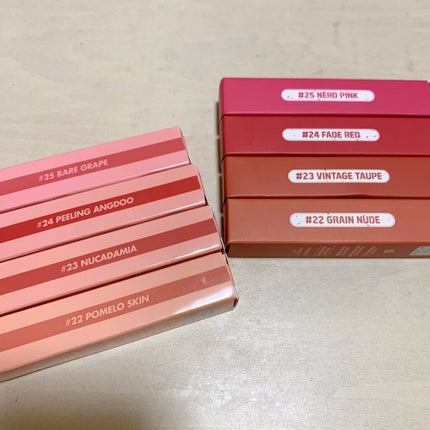 #25 BARE GRAPE
#24 PEELING ANGDOO
#23 NUCADAMIA
#22 POMELO SKIN
#25 NERD PINK
#24 FADE RED
#23 VINTAGE TAUPE
#22 GRAIN NUDE